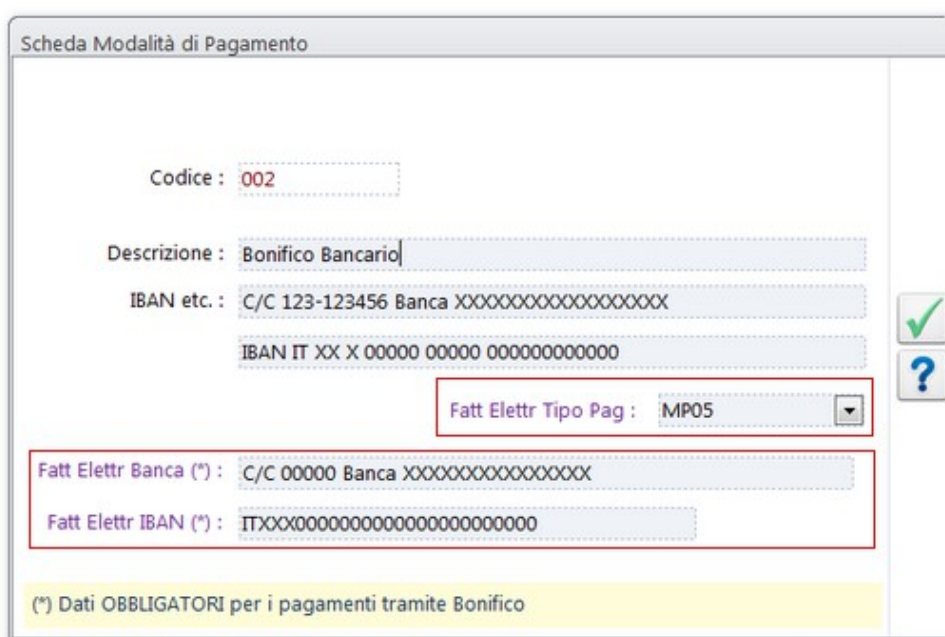 Scheda Modalità di Pagamento
Codice : 002
Descrizione : Bonifico Bancario
IBAN etc. : C/C 123-123456 Banca XXXXXXXXXXXXXXXXX
IBAN IT XX X 00000 00000 000000000000
Fatt Elettr Tipo Pag : MP05
Fatt Elettr Banca (*) : C/C 00000 Banca XXXXXXXXXXXXXXX
Fatt Elettr IBAN (*) : ITXXX0000000000000000000000
(*) Dati OBBLIGATORI per i pagamenti tramite Bonifico